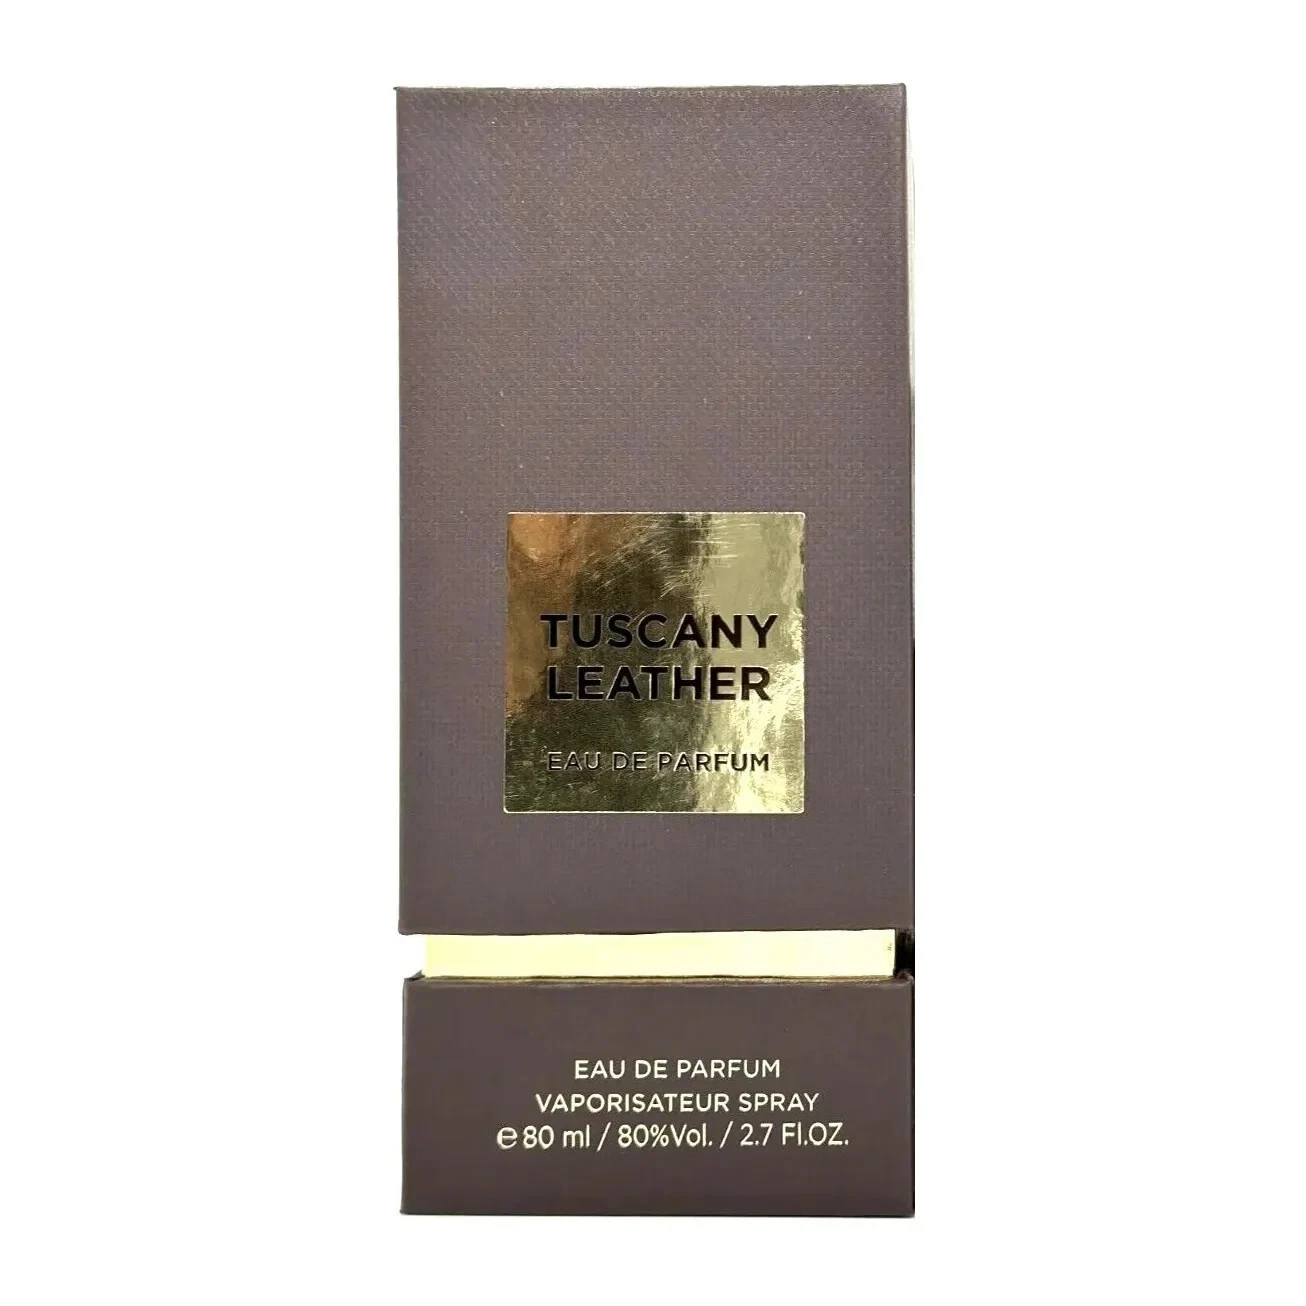 TUSCANY
LEATHER
EAU DE PARFUM
EAU DE PARFUM
VAPORISATEUR SPRAY
℮80 ml / 80%Vol. / 2.7 Fl.OZ.